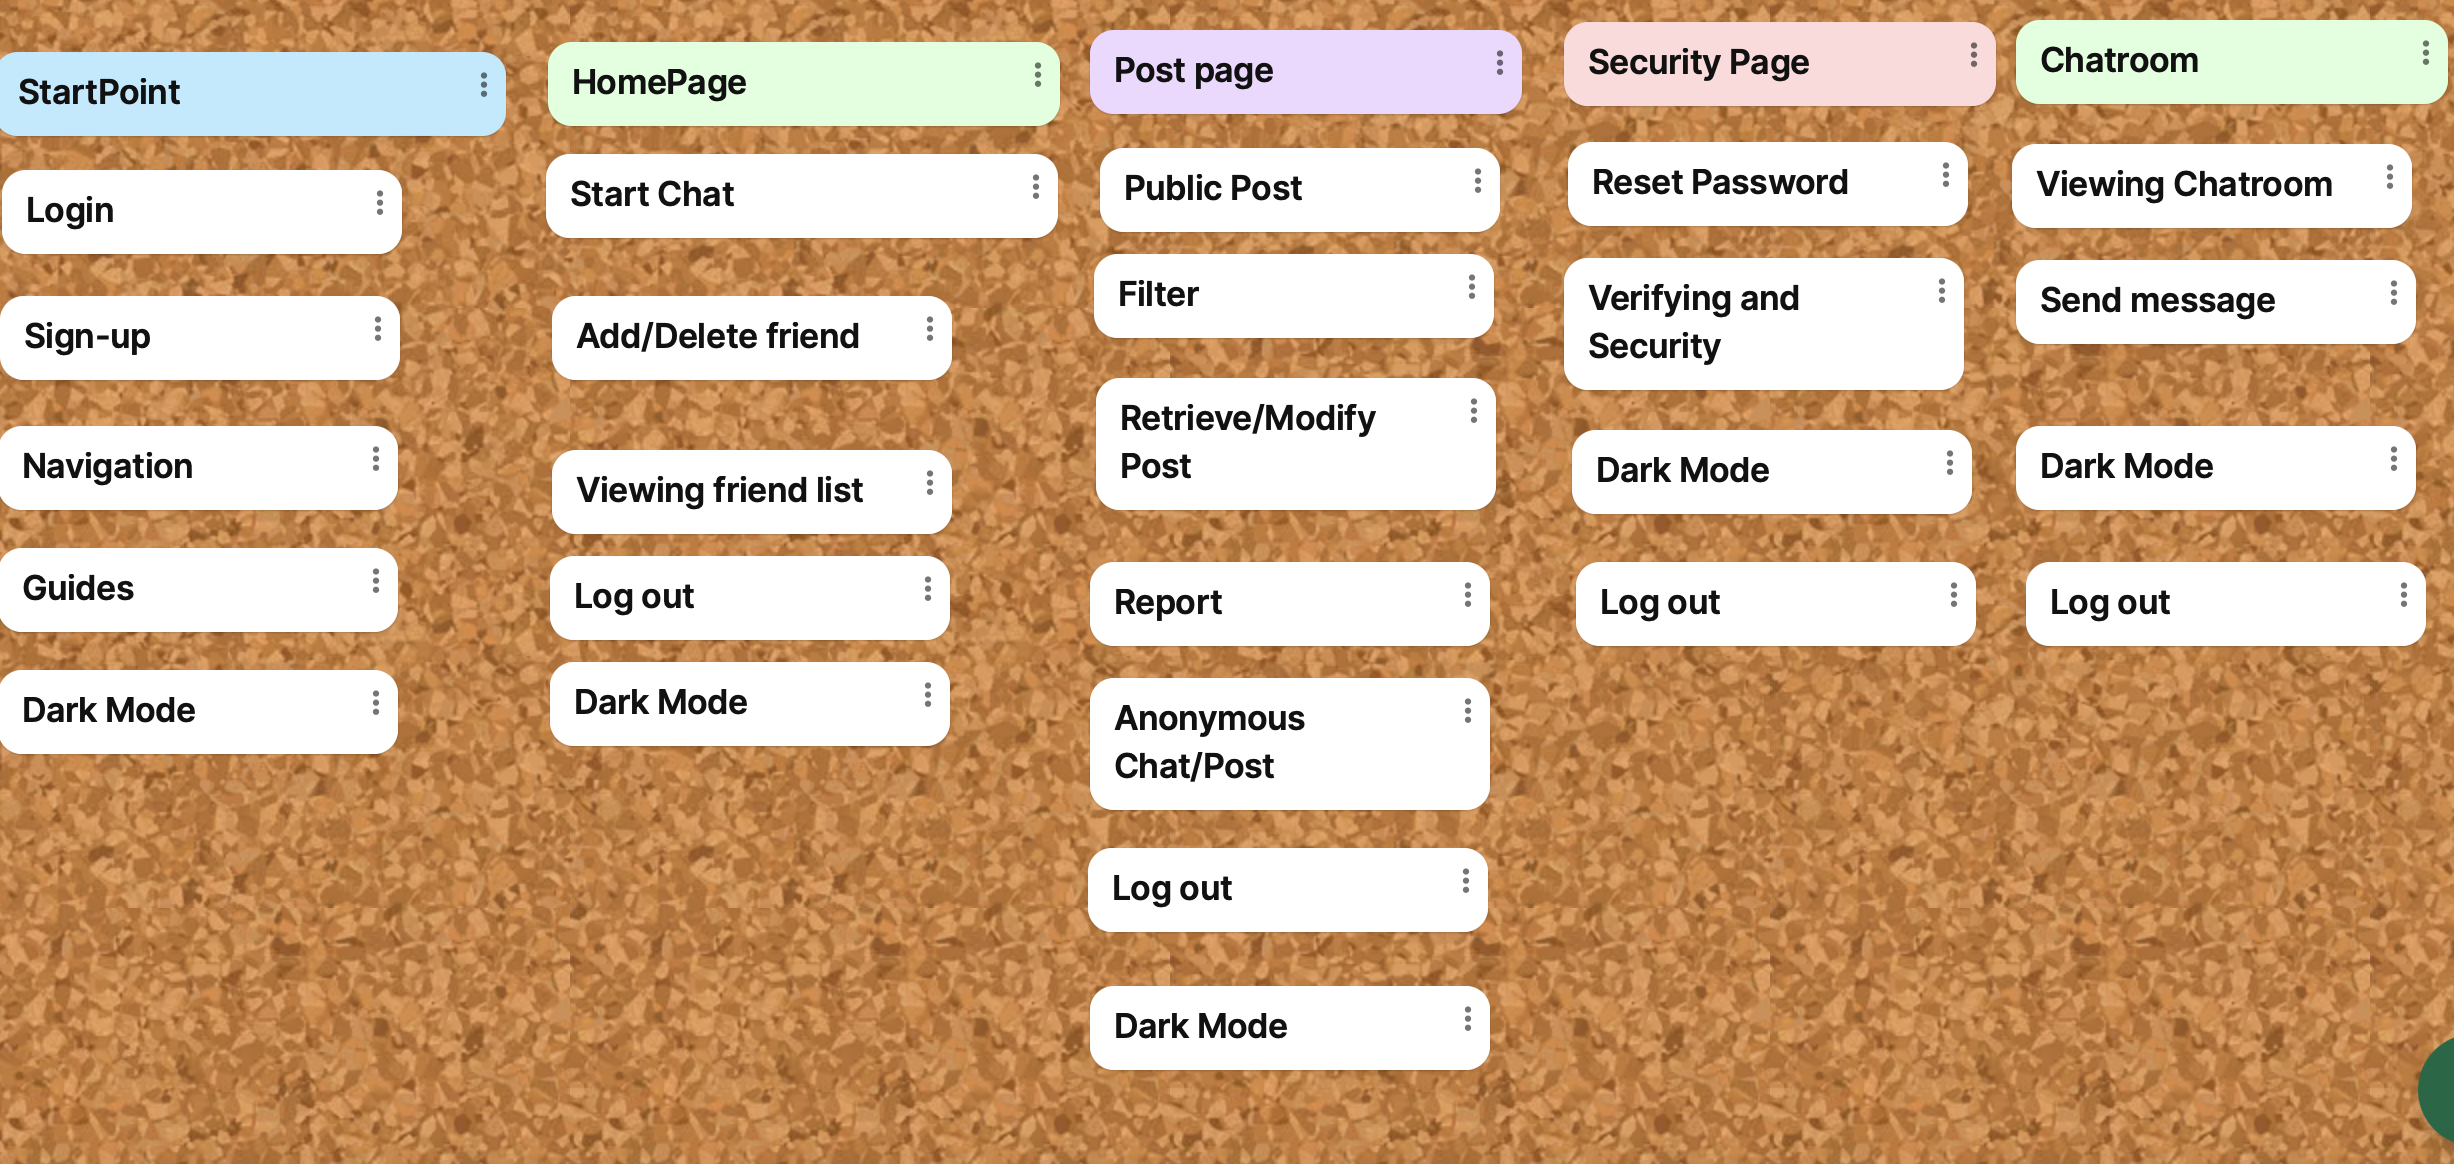 StartPoint
Login
Sign-up
Navigation
Guides
Dark Mode
HomePage
Start Chat
Add/Delete friend
Viewing friend list
Log out
Dark Mode
Post page
Public Post
Filter
Retrieve/Modify
Post
Report
Anonymous
Chat/Post
Log out
Dark Mode
Security Page
Reset Password
Verifying and
Security
Dark Mode
Log out
Chatroom
Viewing Chatroom
Send message
Dark Mode
Log out